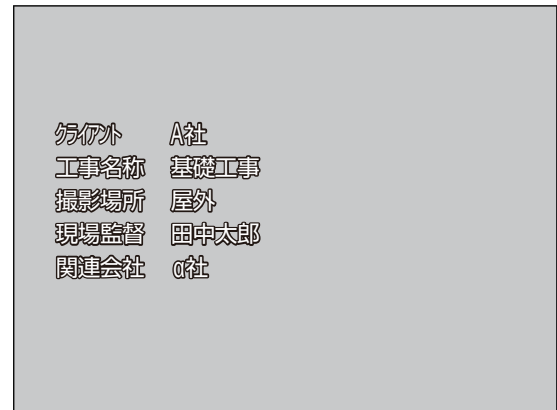 クライアント　A社
工事名称　基礎工事
撮影場所　屋外
現場監督　田中太郎
関連会社　α社